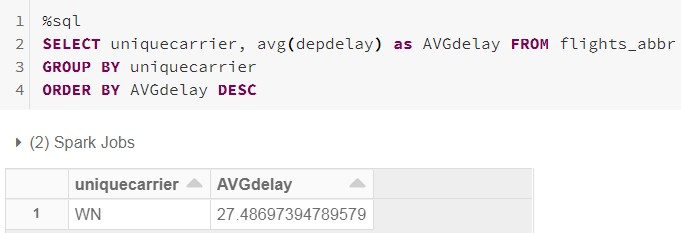 1 %sql
2 SELECT uniquecarrier, avg(depdelay) as AVGdelay FROM flights_abbr
3 GROUP BY uniquecarrier
4 ORDER BY AVGdelay DESC
(2) Spark Jobs
uniquecarrier AVGdelay
1 WN 27.48697394789579